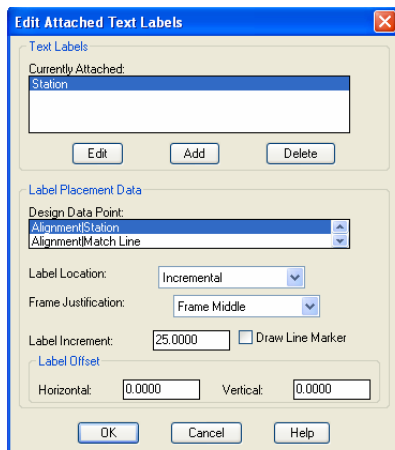 Edit Attached Text Labels
Text Labels
Currently Attached:
Station
Edit Add Delete
Label Placement Data
Design Data Point:
Alignment|Station
Alignment|Match Line
Label Location: Incremental
Frame Justification: Frame Middle
Label Increment: 25.0000 Draw Line Marker
Label Offset
Horizontal: 0.0000 Vertical: 0.0000
OK Cancel Help